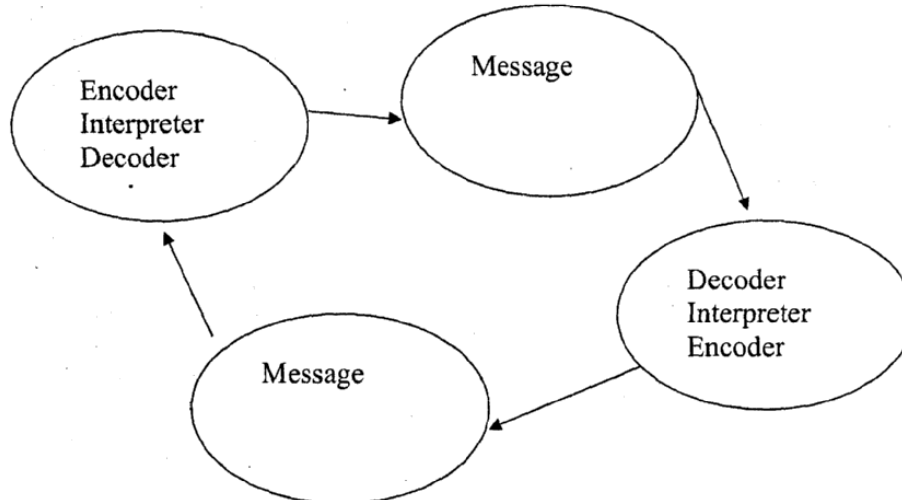 Encoder
Interpreter
Decoder
Message
Decoder
Interpreter
Encoder
Message